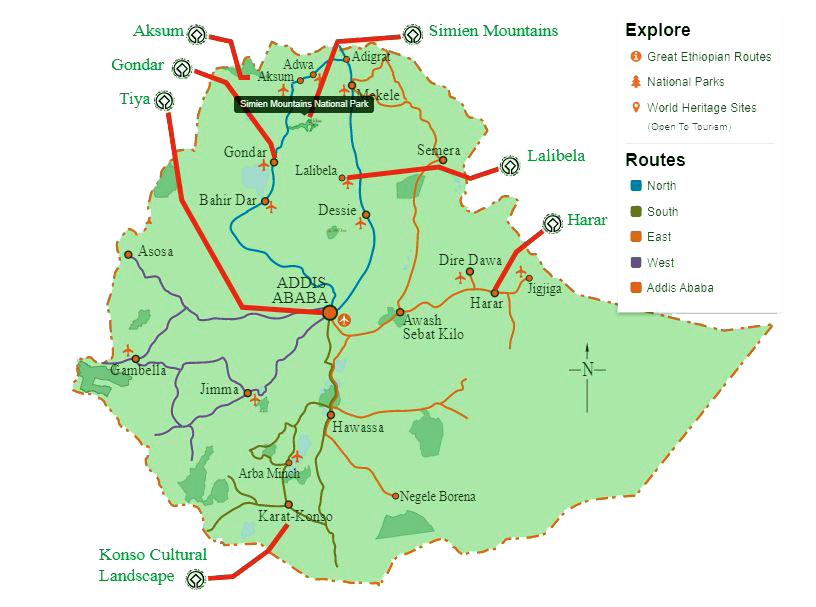 Aksum
Simien Mountains
Gondar
Tiya
Adwa
Adigrat
Aksum
Mekele
Simien Mountains National Park
Gondar
Semera
Lalibela
Lalibela
Bahir Dar
Dessie
Harar
Asosa
Dire Dawa
ADDIS
ABABA
Harar
Jigjiga
Awash
Sebat Kilo
Gambella
N
Jimma
Hawassa
Arba Minch
Negele Borena
Karat-Konso
Konso Cultural
Landscape
Explore
Great Ethiopian Routes
National Parks
World Heritage Sites
(Open To Tourism)
Routes
North
South
East
West
Addis Ababa